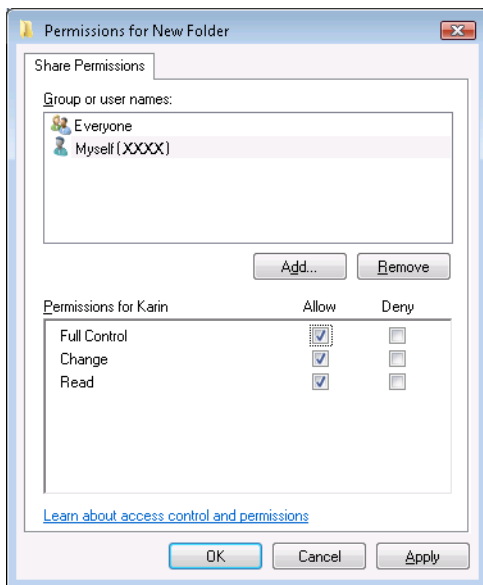 Permissions for New Folder
Share Permissions
Group or user names:
Everyone
Myself (XXXX)
Add... Remove
Permissions for Karin Allow Deny
Full Control
Change
Read
Learn about access control and permissions
OK Cancel Apply